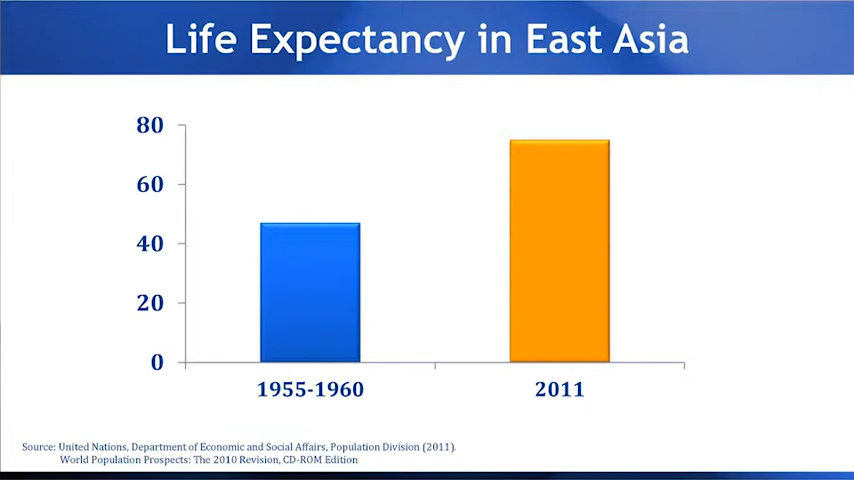 Life Expectancy in East Asia
80
60
40
20
0
1955-1960
2011
Source: United Nations, Department of Economic and Social Affairs, Population Division (2011).
World Population Prospects: The 2010 Revision, CD-ROM Edition